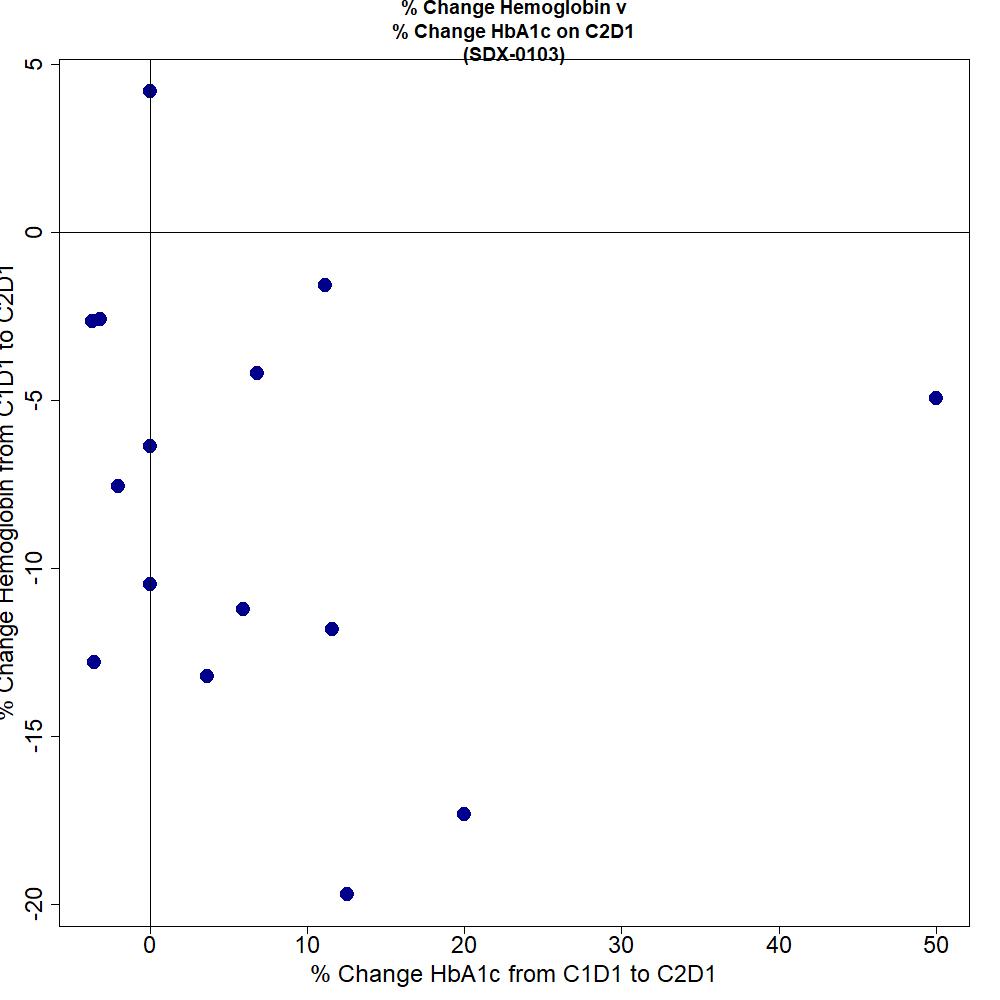 % Change Hemoglobin v
% Change HbA1c on C2D1
(SDX-0103)
% Change Hemoglobin from C1D1 to C2D1
5
0
-5
-10
-15
-20
0
10
20
30
40
50
% Change HbA1c from C1D1 to C2D1